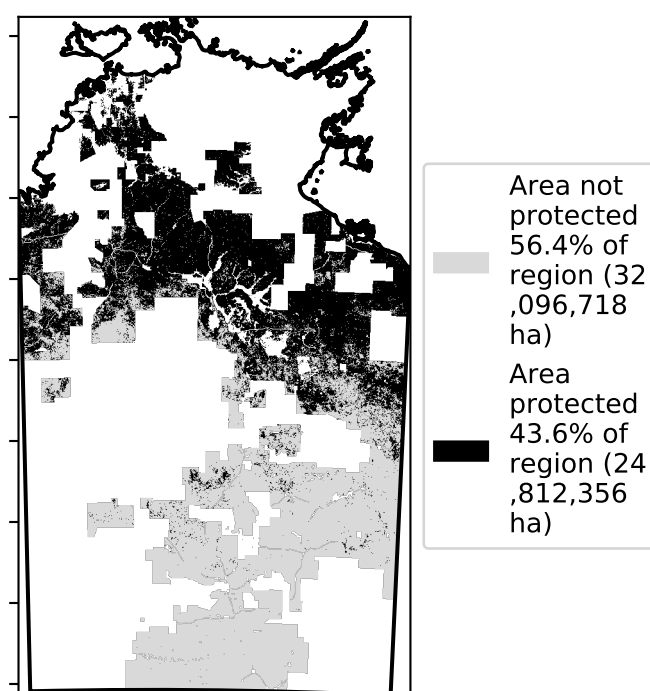 Area not
protected
56.4% of
region (32
,096,718
ha)
Area
protected
43.6% of
region (24
,812,356
ha)